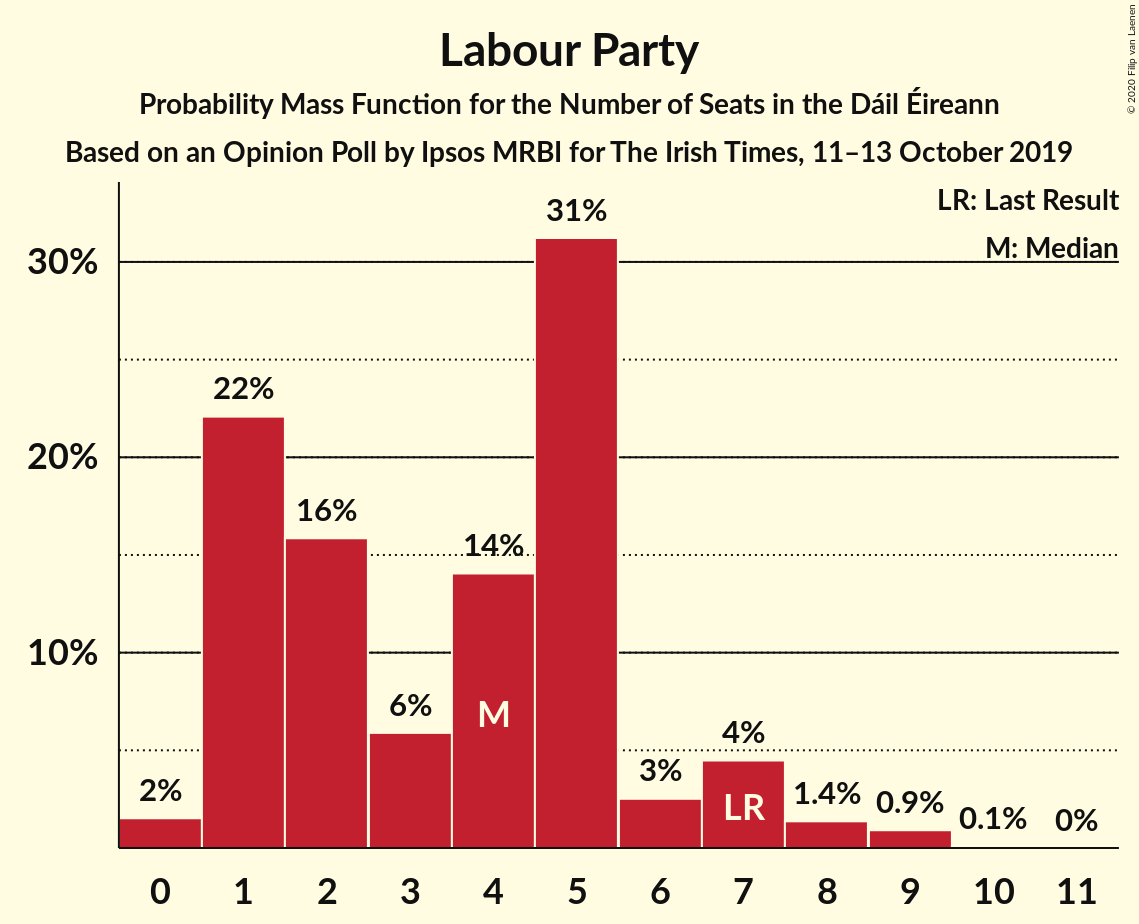 © 2020 Filip van Laenen
Labour Party
Probability Mass Function for the Number of Seats in the Dáil Éireann
Based on an Opinion Poll by Ipsos MRBI for The Irish Times, 11–13 October 2019
LR: Last Result
M: Median
30%
20%
10%
2%
22%
16%
6%
14%
31%
3%
4%
1.4%
0.9%
0.1%
0%
M
LR
0 1 2 3 4 5 6 7 8 9 10 11